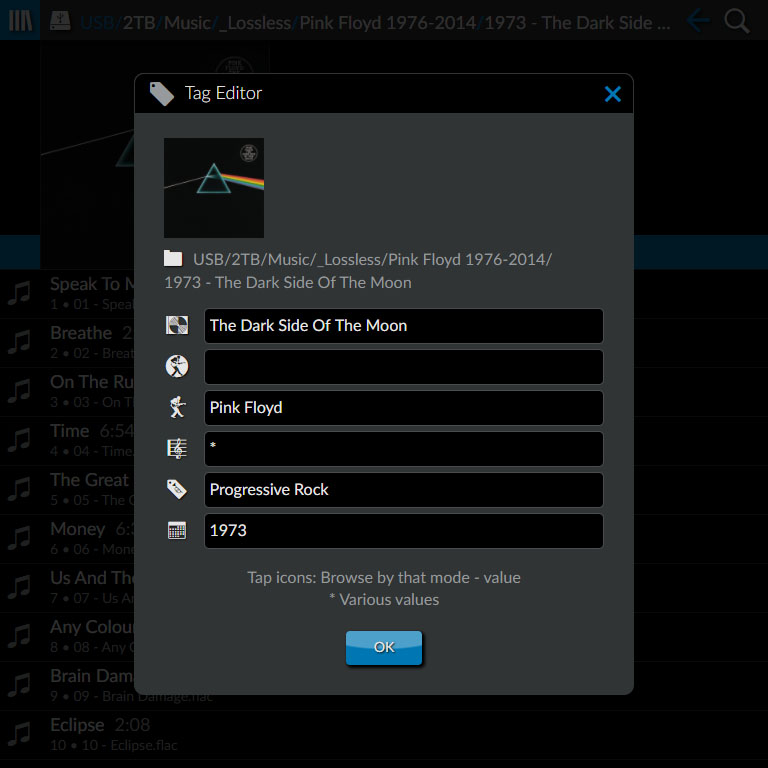 USB/2TB/Music/_Lossless/Pink Floyd 1976-2014/1973 - The Dark Side ...
Tag Editor
USB/2TB/Music/_Lossless/Pink Floyd 1976-2014/
1973 - The Dark Side Of The Moon
The Dark Side Of The Moon
Pink Floyd
*
Progressive Rock
1973
Tap icons: Browse by that mode - value
* Various values
OK
Speak To M
1 • 01 - Speak
Breathe 2
2 • 02 - Breat
On The Ru
3 • 03 - On T
Time 6:54
4 • 04 - Time.
The Great
5 • 05 - The G
Money 6:
6 • 06 - Mone
Us And The
7 • 07 - Us A
Any Colou
8 • 08 - Any C
Brain Dam
9 • 09 - Brain Damage.flac
Eclipse 2:08
10 • 10 - Eclipse.flac